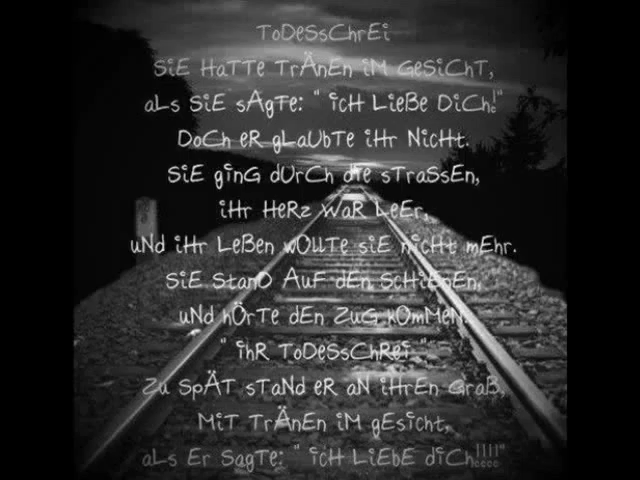 ToDeSsChrEi
SiE HaTTe TrÄnEn iM GeSiCHT,
aLs SiE sAgTe: " icH LieBe DiCh!"
DoCh eR gLaUbTe iHr NicHt.
SiE ginG dUrCh die sTraSsEn,
iHr HeRz WaR LeEr,
uNd iHr LeBen wOLLTe siE nicHt mEhr.
SiE StanD AuF dEn ScHiEnEn,
uNd hÖrTe dEn ZuG kOmMeN.
" ihR ToDeSsChRei "
Zu SpÄT sTaNd eR aN iHrEn GraB,
MiT TrÄnEn iM gEsicht,
aLs Er SagTe: " icH LiEbE diCh!!!!"